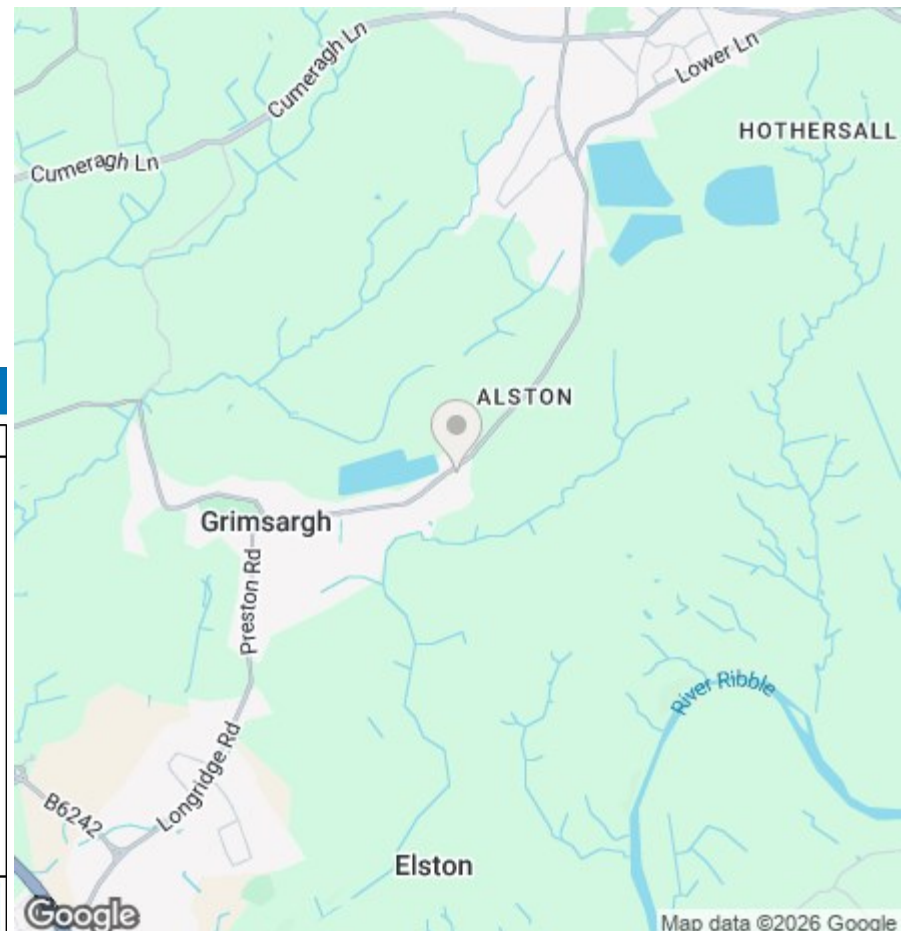 Cumeragh Ln
Lower Ln
HOTHERSALL
Cumeragh Ln
ALSTON
Grimsargh
Preston Rd
River Ribble
Longridge Rd
B6242
Elston
Google
Map data ©2026 Google